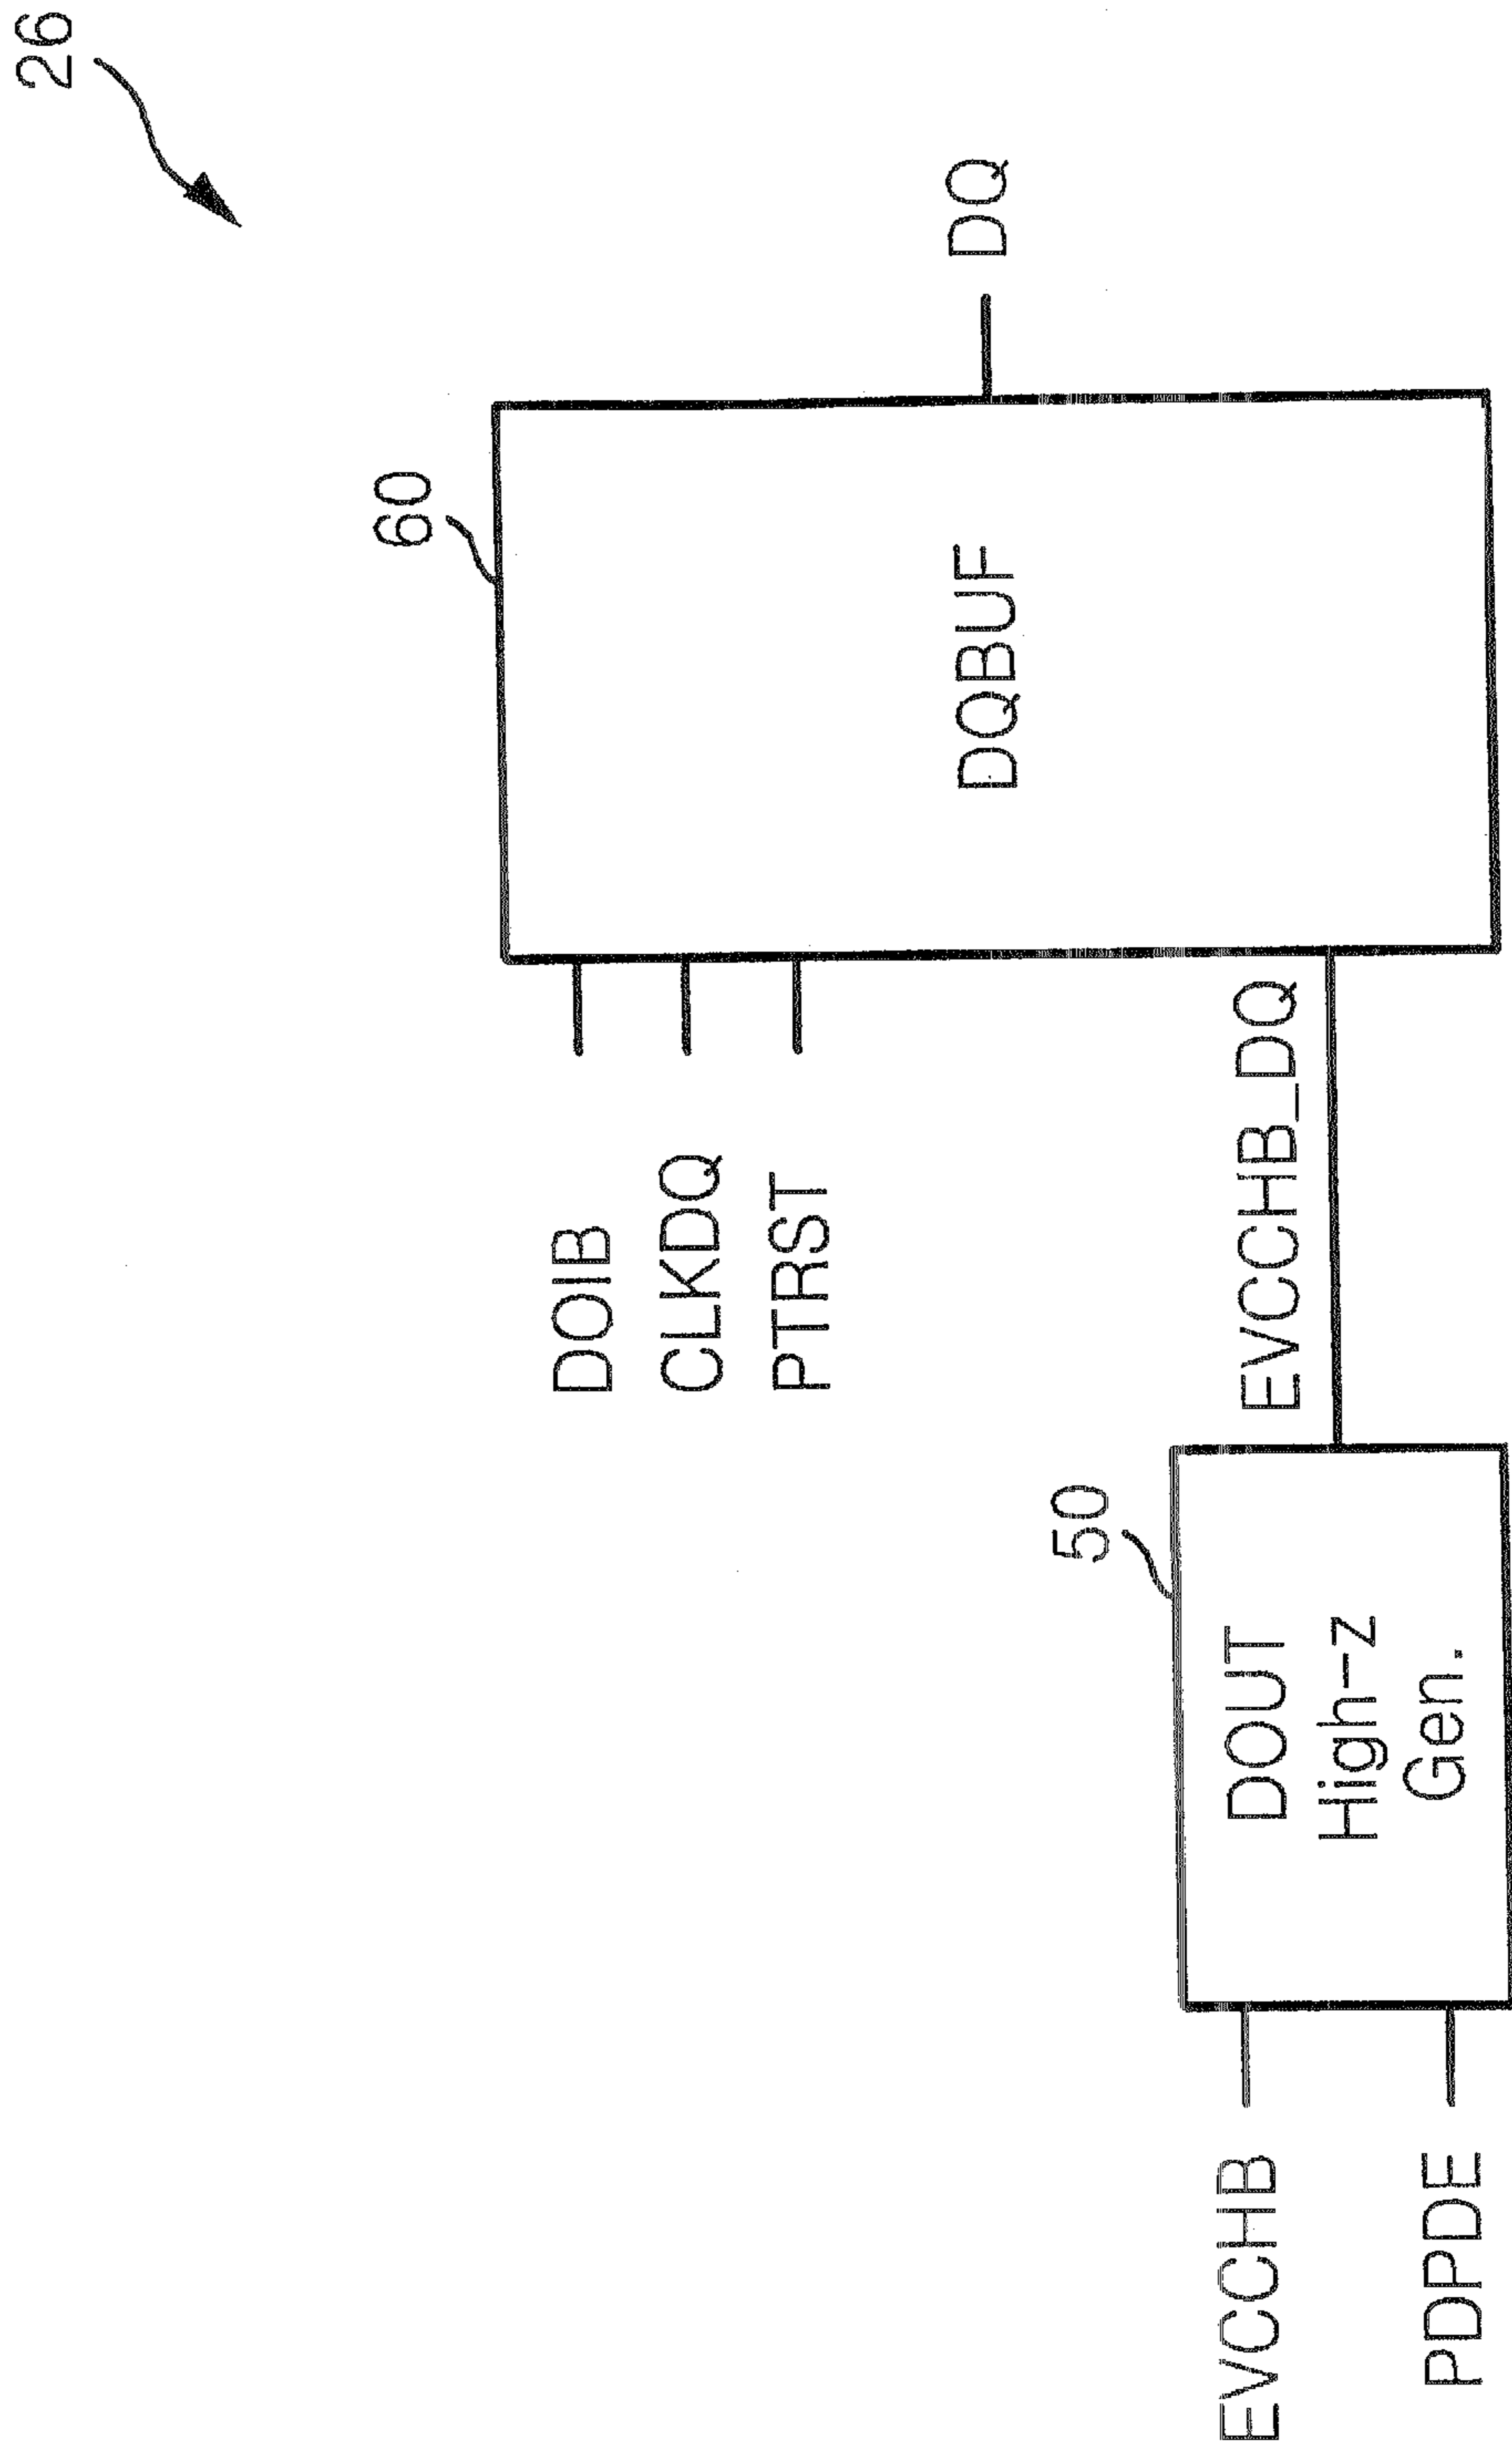 26
60
DOIB
CLKDQ
PTRST
DQBUF
DQ
50
EVCCHB
DOUT
High-z
Gen.
EVCCHB_DQ
PDPDE